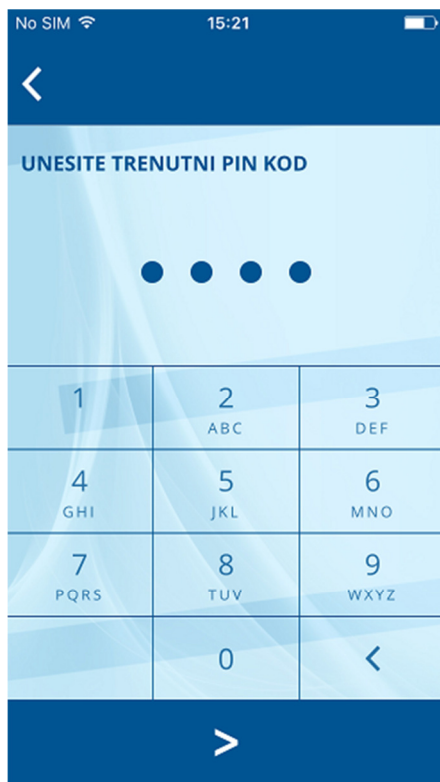 No SIM 15:21
UNESITE TRENUTNI PIN KOD
1 2 3
ABC DEF
4 5 6
GHI JKL MNO
7 8 9
PQRS TUV WXYZ
0